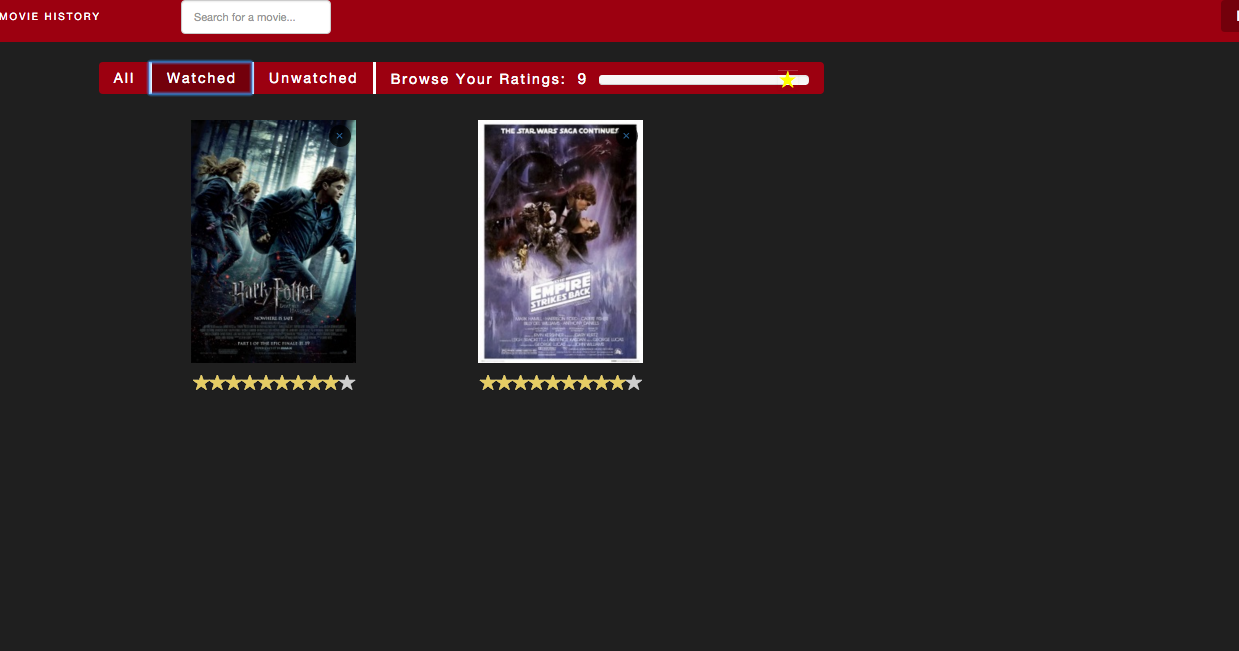 MOVIE HISTORY
Search for a movie...
All
Watched
Unwatched
Browse Your Ratings: 9
×
×
THE STAR WARS SAGA CONTINUES
Harry Potter
NOWHERE IS SAFE
PART 1 OF THE EPIC FINALE 11.19
THE
EMPIRE
STRIKES BACK